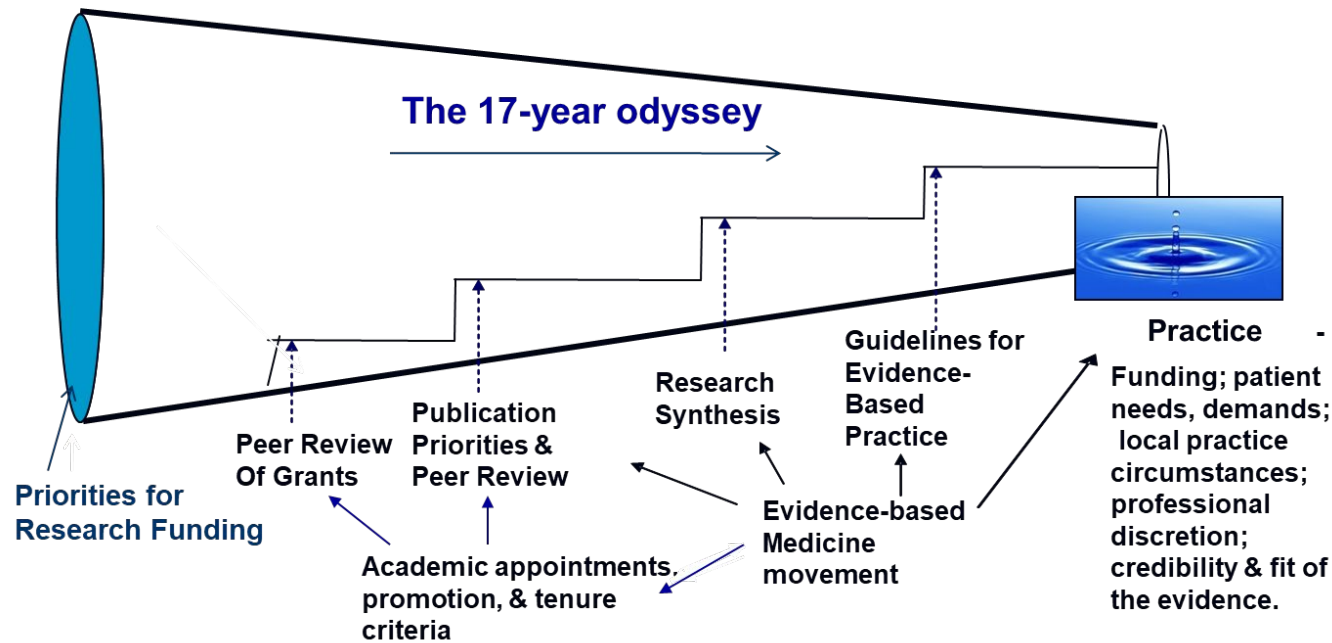 The 17-year odyssey
Priorities for
Research Funding
Peer Review
Of Grants
Publication
Priorities &
Peer Review
Research
Synthesis
Guidelines for
Evidence-
Based
Practice
Academic appointments,
promotion, & tenure
criteria
Evidence-based
Medicine
movement
Practice -
Funding; patient
needs, demands;
local practice
circumstances;
professional
discretion;
credibility & fit of
the evidence.